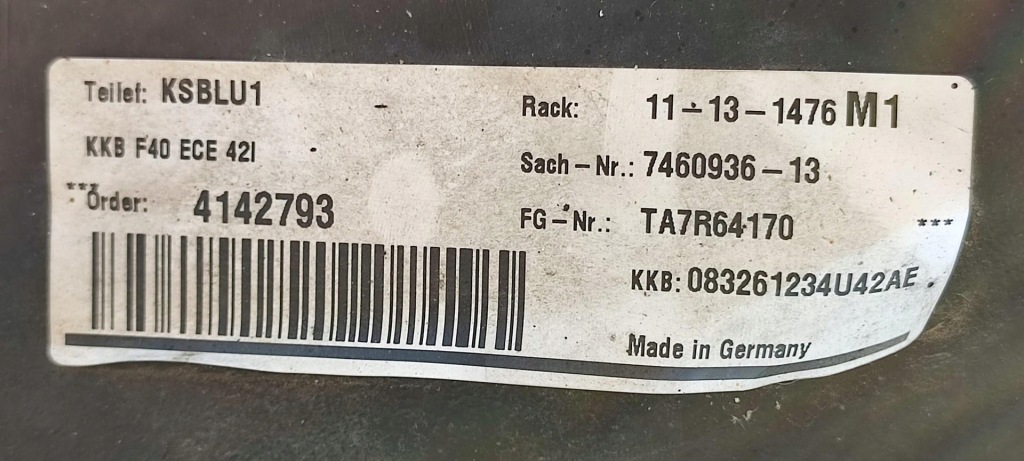 Teilef: KSBLU1
KKB F40 ECE 42l
*** Order: 4142793
Rack: 11-13-1476 M1
Sach-Nr.: 7460936-13
FG-Nr.: TA7R64170 ***
KKB: 083261234U42AE
Made in Germany